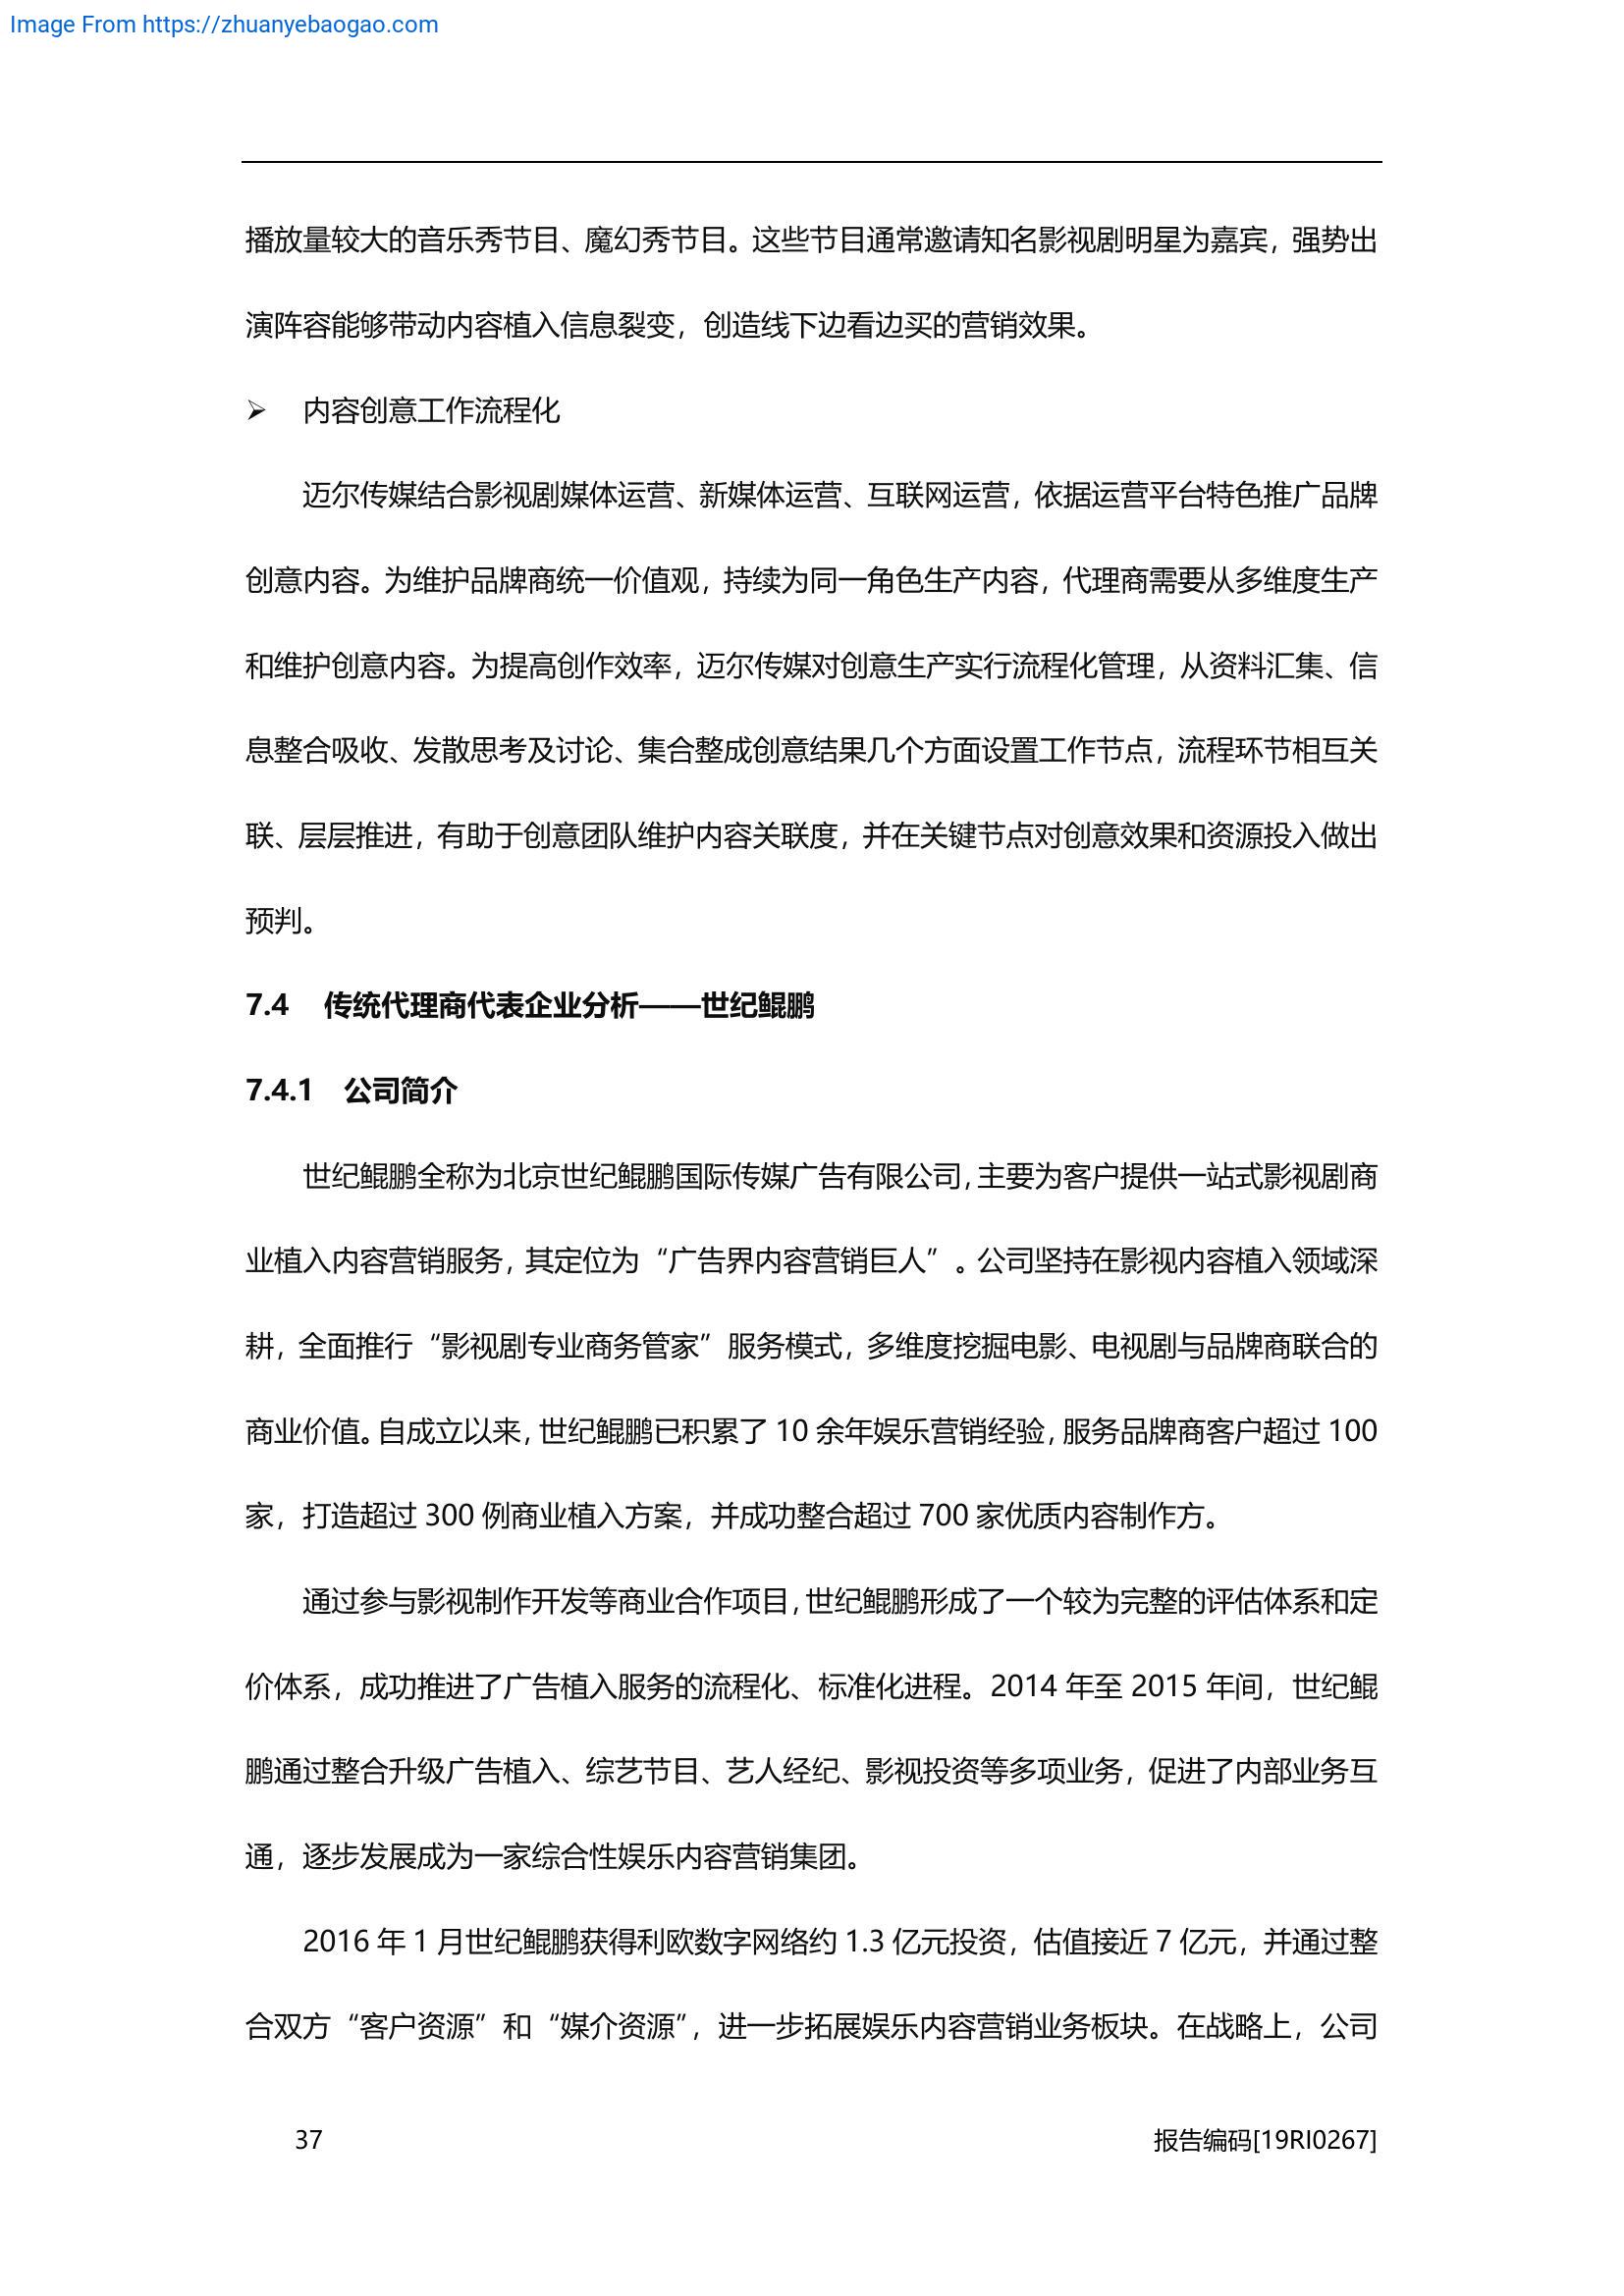 Image From https://zhuanyebaogao.com
播放量较大的音乐秀节目、魔幻秀节目。这些节目通常邀请知名影视剧明星为嘉宾，强势出
演阵容能够带动内容植入信息裂变，创造线下边看边买的营销效果。
➢ 内容创意工作流程化
迈尔传媒结合影视剧媒体运营、新媒体运营、互联网运营，依据运营平台特色推广品牌
创意内容。为维护品牌商统一价值观，持续为同一角色生产内容，代理商需要从多维度生产
和维护创意内容。为提高创作效率，迈尔传媒对创意生产实行流程化管理，从资料汇集、信
息整合吸收、发散思考及讨论、集合整成创意结果几个方面设置工作节点，流程环节相互关
联、层层推进，有助于创意团队维护内容关联度，并在关键节点对创意效果和资源投入做出
预判。
7.4 传统代理商代表企业分析——世纪鲲鹏
7.4.1 公司简介
世纪鲲鹏全称为北京世纪鲲鹏国际传媒广告有限公司，主要为客户提供一站式影视剧商
业植入内容营销服务，其定位为“广告界内容营销巨人”。公司坚持在影视内容植入领域深
耕，全面推行“影视剧专业商务管家”服务模式，多维度挖掘电影、电视剧与品牌商联合的
商业价值。自成立以来，世纪鲲鹏已积累了 10 余年娱乐营销经验，服务品牌商客户超过 100
家，打造超过 300 例商业植入方案，并成功整合超过 700 家优质内容制作方。
通过参与影视制作开发等商业合作项目，世纪鲲鹏形成了一个较为完整的评估体系和定
价体系，成功推进了广告植入服务的流程化、标准化进程。2014 年至 2015 年间，世纪鲲
鹏通过整合升级广告植入、综艺节目、艺人经纪、影视投资等多项业务，促进了内部业务互
通，逐步发展成为一家综合性娱乐内容营销集团。
2016 年 1 月世纪鲲鹏获得利欧数字网络约 1.3 亿元投资，估值接近 7 亿元，并通过整
合双方“客户资源”和“媒介资源”，进一步拓展娱乐内容营销业务板块。在战略上，公司
37 报告编码[19RI0267]